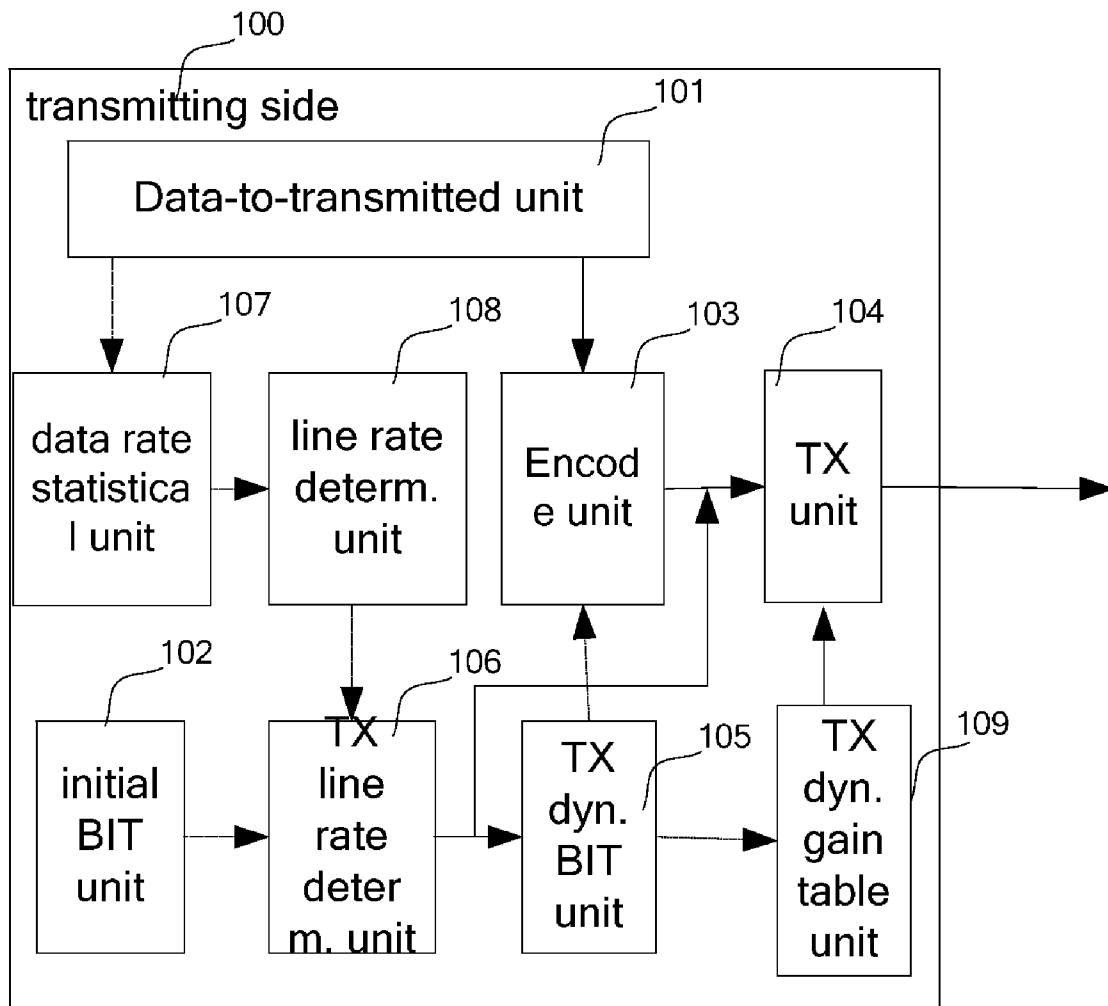 100
transmitting side
101
Data-to-transmitted unit
107
108
103
104
data rate
statistica
l unit
line rate
determ.
unit
Encod
e unit
TX
unit
102
106
105
109
initial
BIT
unit
TX
line
rate
deter
m. unit
TX
dyn.
BIT
unit
TX
dyn.
gain
table
unit